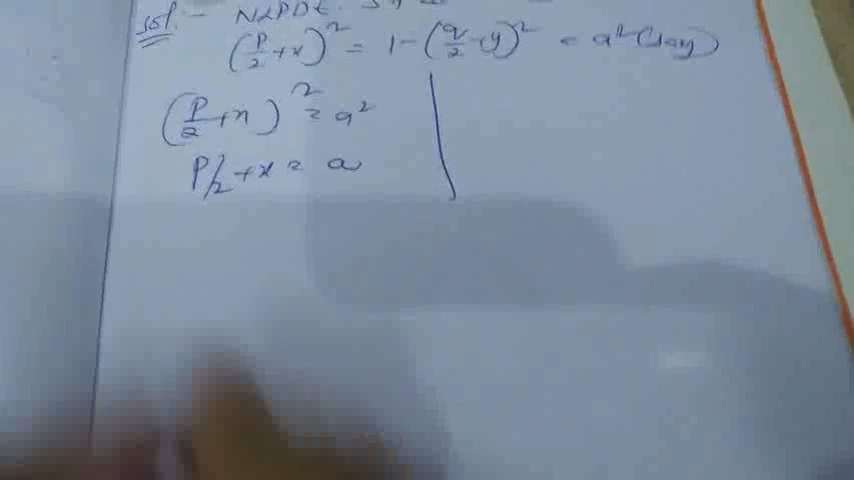 Sol:- NLPDE.
(p/2 + x)² = 1 - (q/2 - y)² = a² (say)
(p/2 + x)² = a²
p/2 + x = a